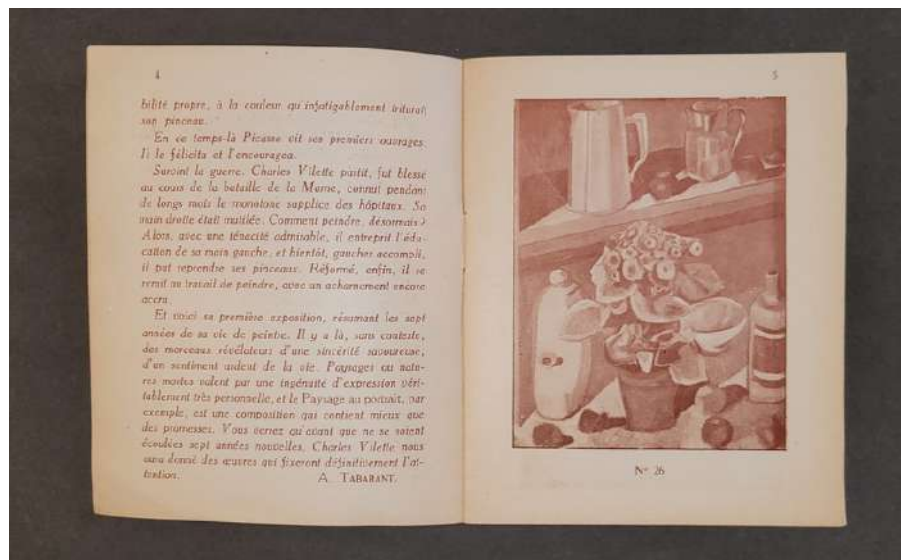 4
bilité propre, à la couleur qu'infatigablement triturait
son pinceau.
En ce temps-là Picasso vit ses premiers ouvrages.
Il le félicita et l'encouragea.
Survint la guerre. Charles Vilette partit, fut blessé
au cours de la bataille de la Marne, connut pendant
de longs mois le monotone supplice des hôpitaux. Sa
main droite était mutilée. Comment peindre, désormais ?
Alors, avec une ténacité admirable, il entreprit l'édu-
cation de sa main gauche, et bientôt, gaucher accompli,
il put reprendre ses pinceaux. Réformé, enfin, il se
remit au travail de peindre, avec un acharnement encore
accru.
Et voici sa première exposition, résumant les sept
années de sa vie de peintre. Il y a là, sans conteste,
des morceaux révélateurs d'une sincérité savoureuse,
d'un sentiment ardent de la vie. Paysages ou natu-
res mortes valent par une ingénuité d'expression véri-
tablement très personnelle, et le Paysage au portrait, par
exemple, est une composition qui contient mieux que
des promesses. Vous verrez qu'avant que ne se soient
écoulées sept années nouvelles, Charles Vilette nous
aura donné des œuvres qui fixeront définitivement l'at-
tention.
A. TABARANT.
5
N° 26